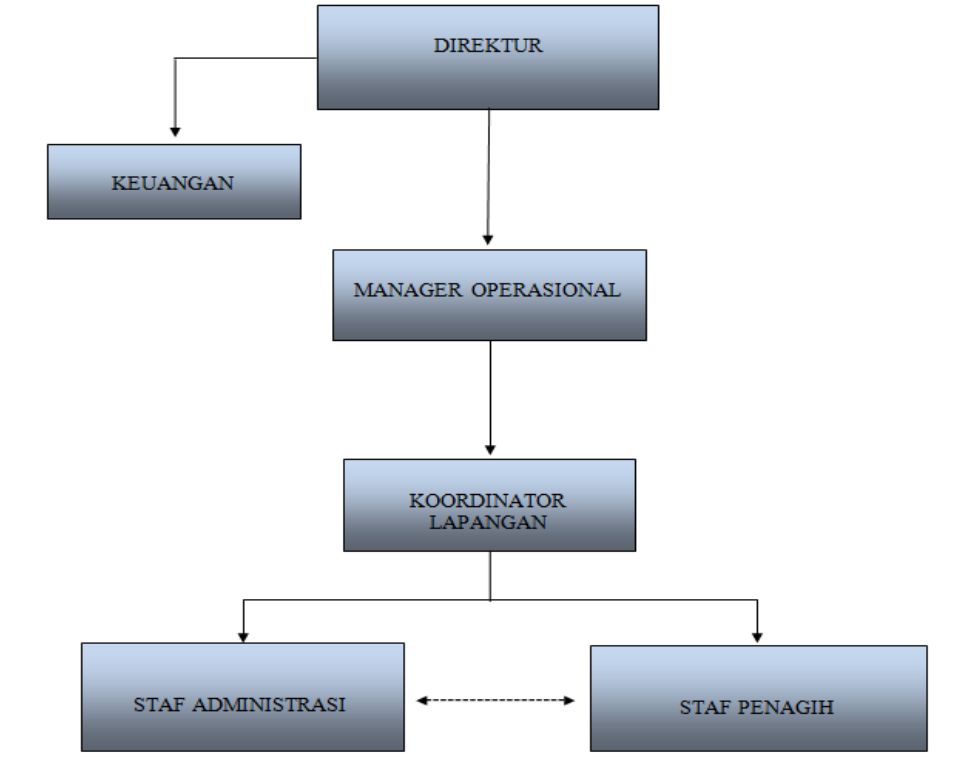 DIREKTUR
KEUANGAN
MANAGER OPERASIONAL
KOORDINATOR
LAPANGAN
STAF ADMINISTRASI
STAF PENAGIH